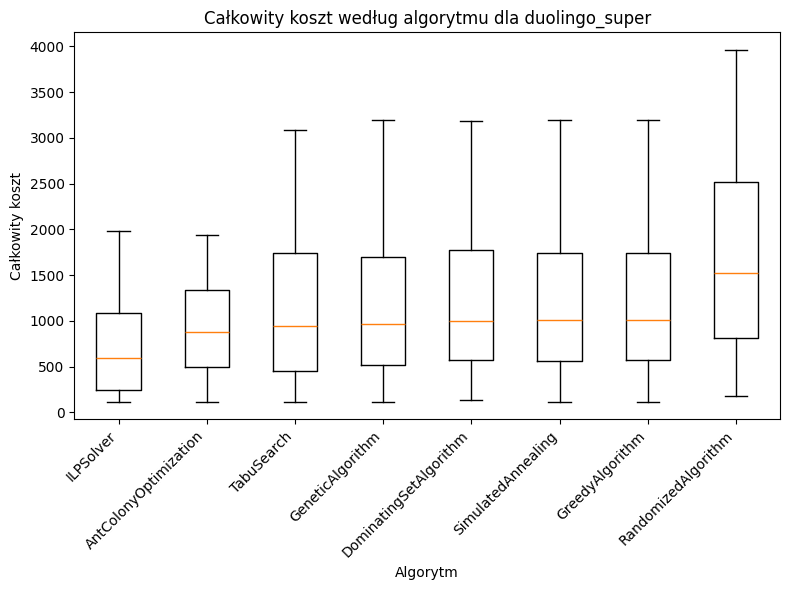 Całkowity koszt według algorytmu dla duolingo_super
Całkowity koszt
4000
3500
3000
2500
2000
1500
1000
500
0
ILPSolver
AntColonyOptimization
TabuSearch
GeneticAlgorithm
DominatingSetAlgorithm
SimulatedAnnealing
GreedyAlgorithm
RandomizedAlgorithm
Algorytm